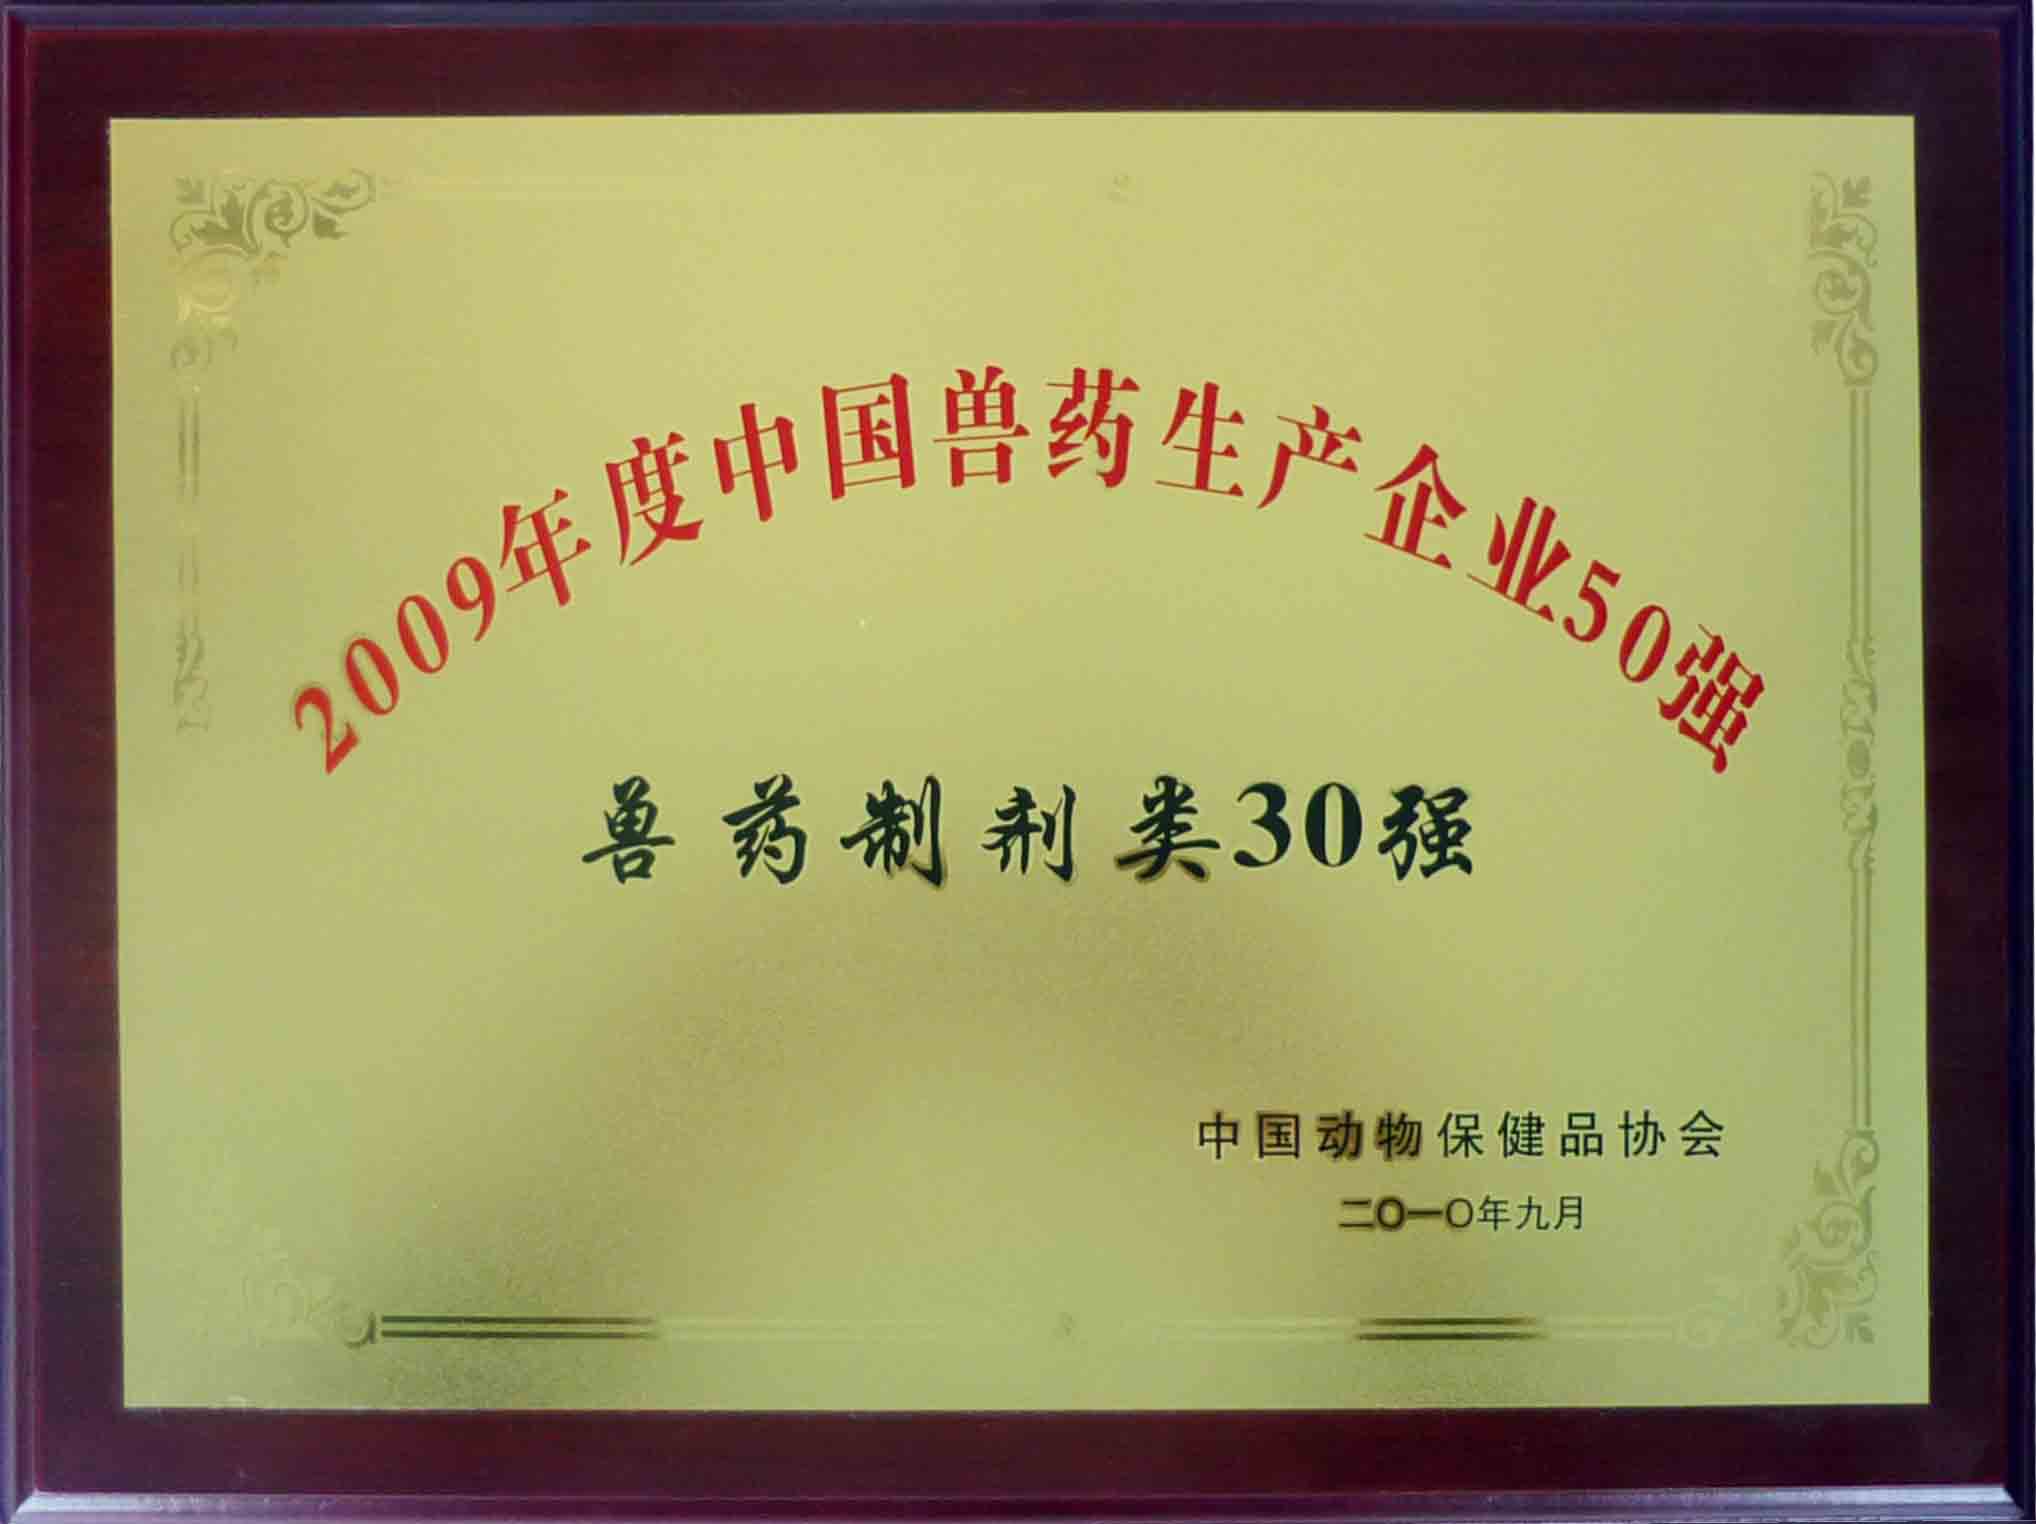 2009年度中国兽药生产企业50强
兽药制剂类30强
中国动物保健品协会
二〇一〇年九月